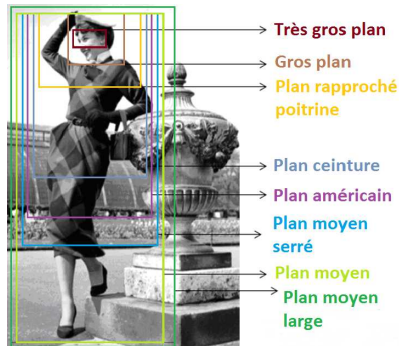 Très gros plan
Gros plan
Plan rapproché
poitrine
Plan ceinture
Plan américain
Plan moyen
serré
Plan moyen
Plan moyen
large